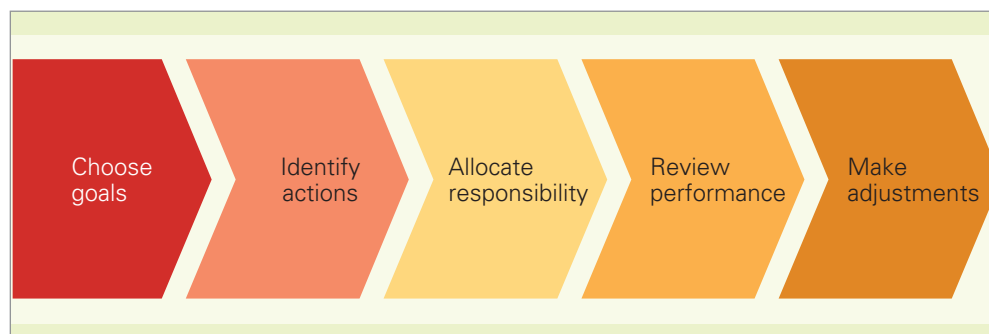 Choose
goals
Identify
actions
Allocate
responsibility
Review
performance
Make
adjustments